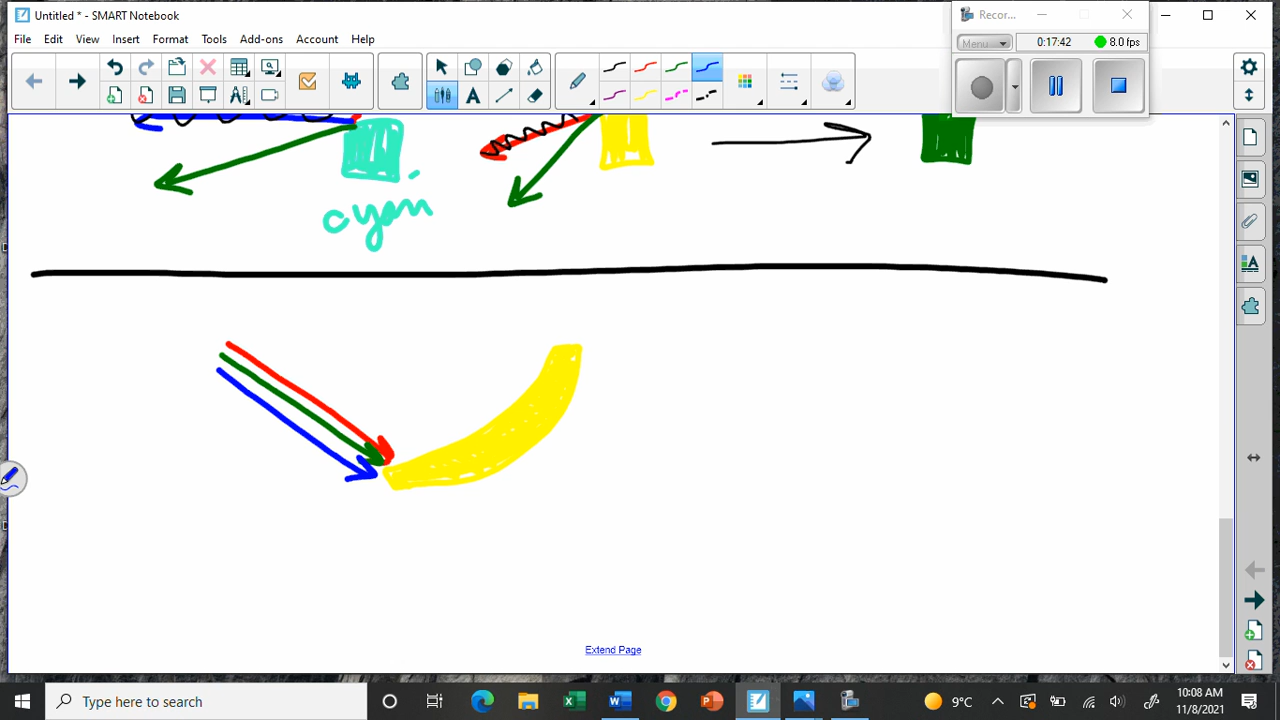 Untitled * - SMART Notebook
Recor...
File Edit View Insert Format Tools Add-ons Account Help
Menu
0:17:42
8.0 fps
cyan
Extend Page
Type here to search
9°C
10:08 AM
11/8/2021